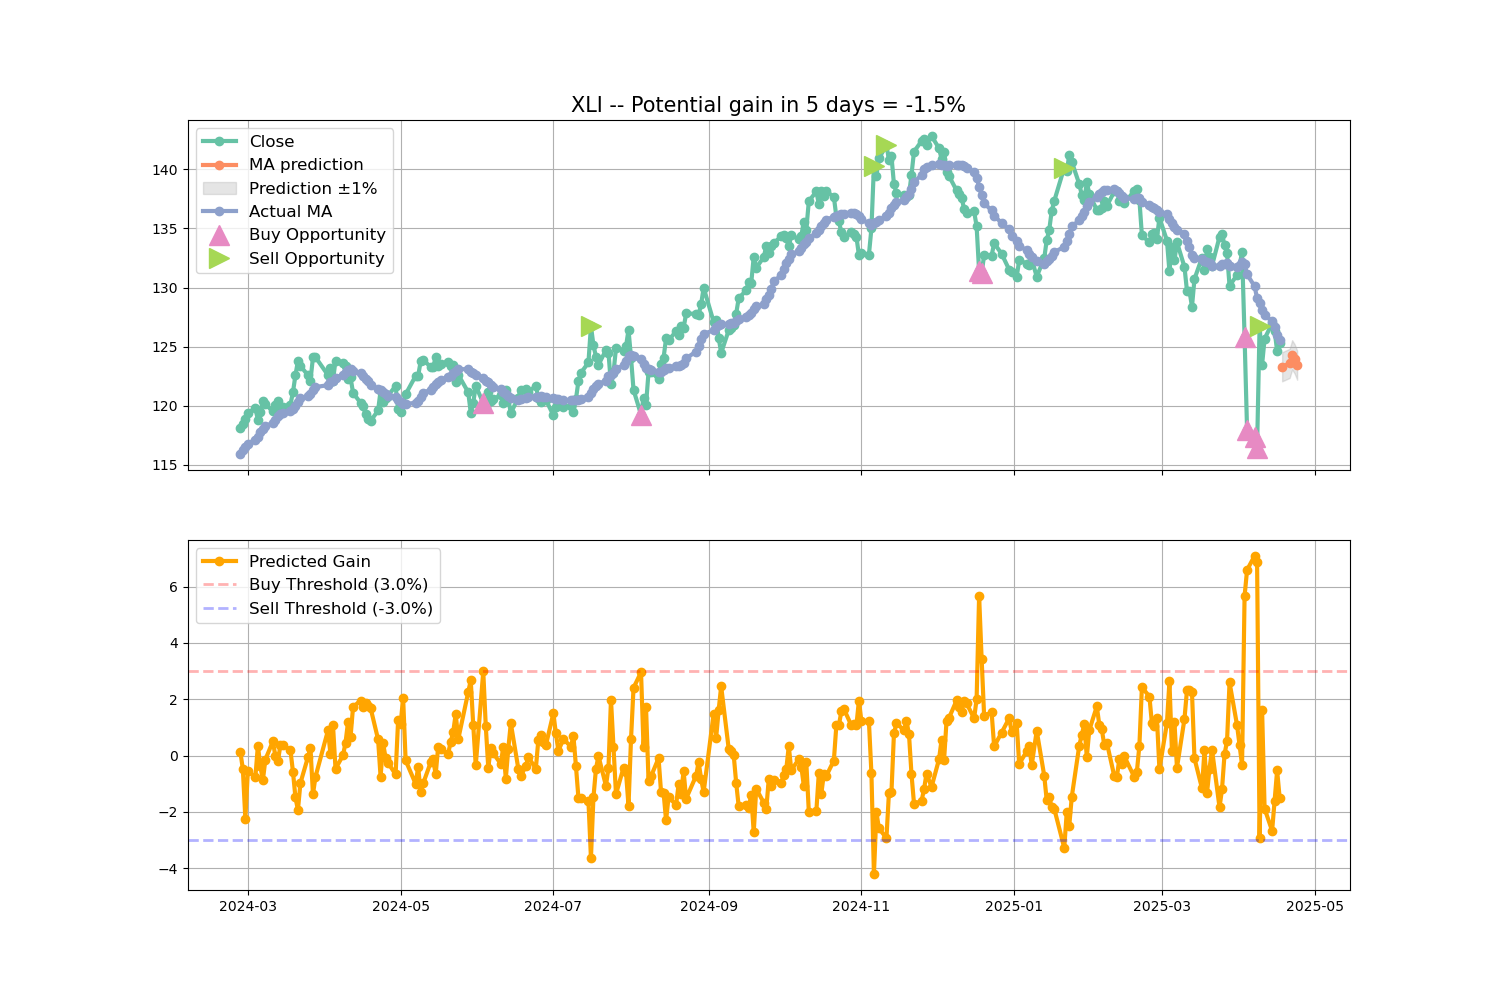 XLI -- Potential gain in 5 days = -1.5%
Close
MA prediction
Prediction ±1%
Actual MA
Buy Opportunity
Sell Opportunity
140
135
130
125
120
115
Predicted Gain
Buy Threshold (3.0%)
Sell Threshold (-3.0%)
6
4
2
0
−2
−4
2024-03
2024-05
2024-07
2024-09
2024-11
2025-01
2025-03
2025-05